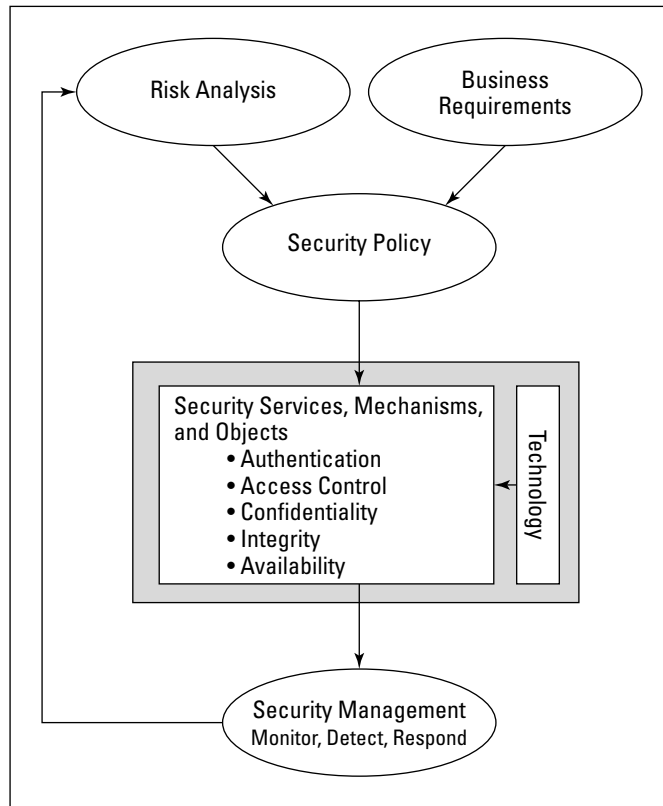 Risk Analysis
Business
Requirements
Security Policy
Security Services, Mechanisms,
and Objects
• Authentication
• Access Control
• Confidentiality
• Integrity
• Availability
Technology
Security Management
Monitor, Detect, Respond